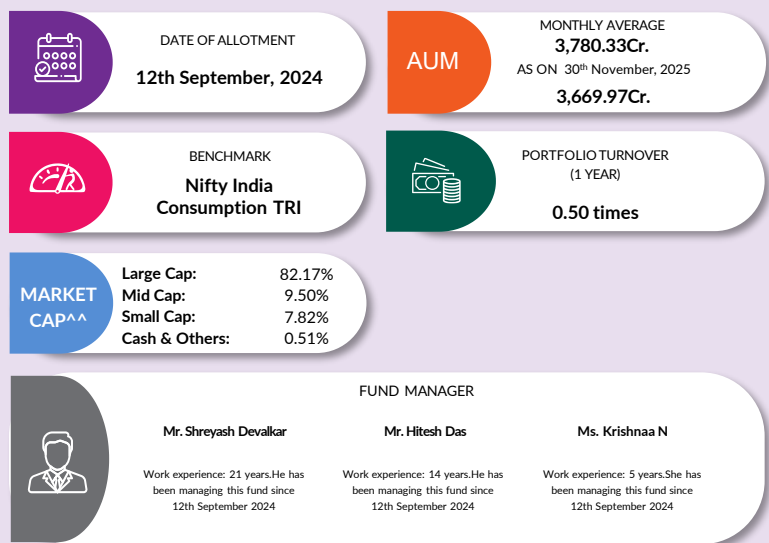 DATE OF ALLOTMENT
12th September, 2024
AUM
MONTHLY AVERAGE
3,780.33Cr.
AS ON 30th November, 2025
3,669.97Cr.
BENCHMARK
Nifty India
Consumption TRI
PORTFOLIO TURNOVER
(1 YEAR)
0.50 times
MARKET
CAP^^
Large Cap: 82.17%
Mid Cap: 9.50%
Small Cap: 7.82%
Cash & Others: 0.51%
FUND MANAGER
Mr. Shreyash Devalkar
Work experience: 21 years.He has
been managing this fund since
12th September 2024
Mr. Hitesh Das
Work experience: 14 years.He has
been managing this fund since
12th September 2024
Ms. Krishnaa N
Work experience: 5 years.She has
been managing this fund since
12th September 2024